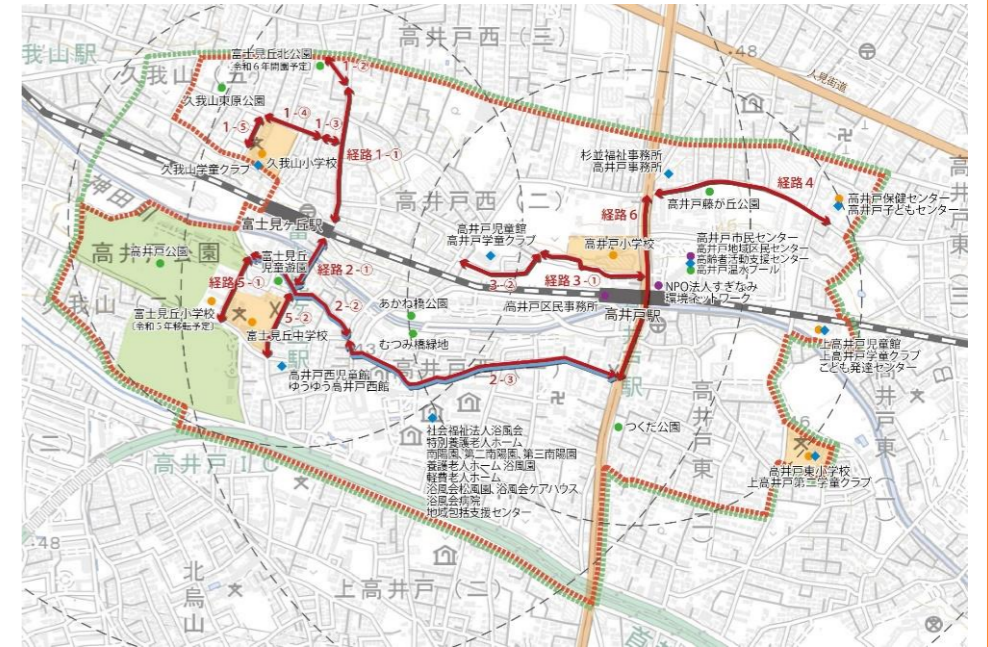 我山駅
高井戸西(三)
富士見丘北公園
(令和6年開園予定)
久我山(五)
久我山東原公園
1-②
1-④
1-③
1-⑤
経路1-①
久我山小学校
久我山学童クラブ
人見街道
杉並福祉事務所
高井戸事務所
経路4
高井戸藤が丘公園
高井戸保健センター
高井戸子どもセンター
高井戸東(三)
神田
高井戸西(二)
経路6
富士見ヶ丘駅
高井戸公園
富士見丘
児童遊園
経路2-①
高井戸児童館
高井戸学童クラブ
高井戸小学校
高井戸市民センター
高井戸地域区民センター
高齢者活動支援センター
高井戸温水プール
NPO法人すぎなみ
環境ネットワーク
経路5-①
3-②
経路3-①
高井戸区民事務所
高井戸駅
久我山(二)
富士見丘小学校
(令和5年移転予定)
5-②
2-②
あかね橋公園
むつみ橋緑地
富士見丘中学校
高井戸西児童館
ゆうゆう高井戸西館
2-③
上高井戸児童館
上高井戸学童クラブ
こども発達センター
高井戸東
つくだ公園
高井戸IC
社会福祉法人浴風会
特別養護老人ホーム
南陽園、第二南陽園、第三南陽園
養護老人ホーム 浴風園
軽費老人ホーム
浴風会松風園、浴風会ケアハウス
浴風会病院
地域包括支援センター
高井戸東小学校
上高井戸第二学童クラブ
北烏山
上高井戸(二)